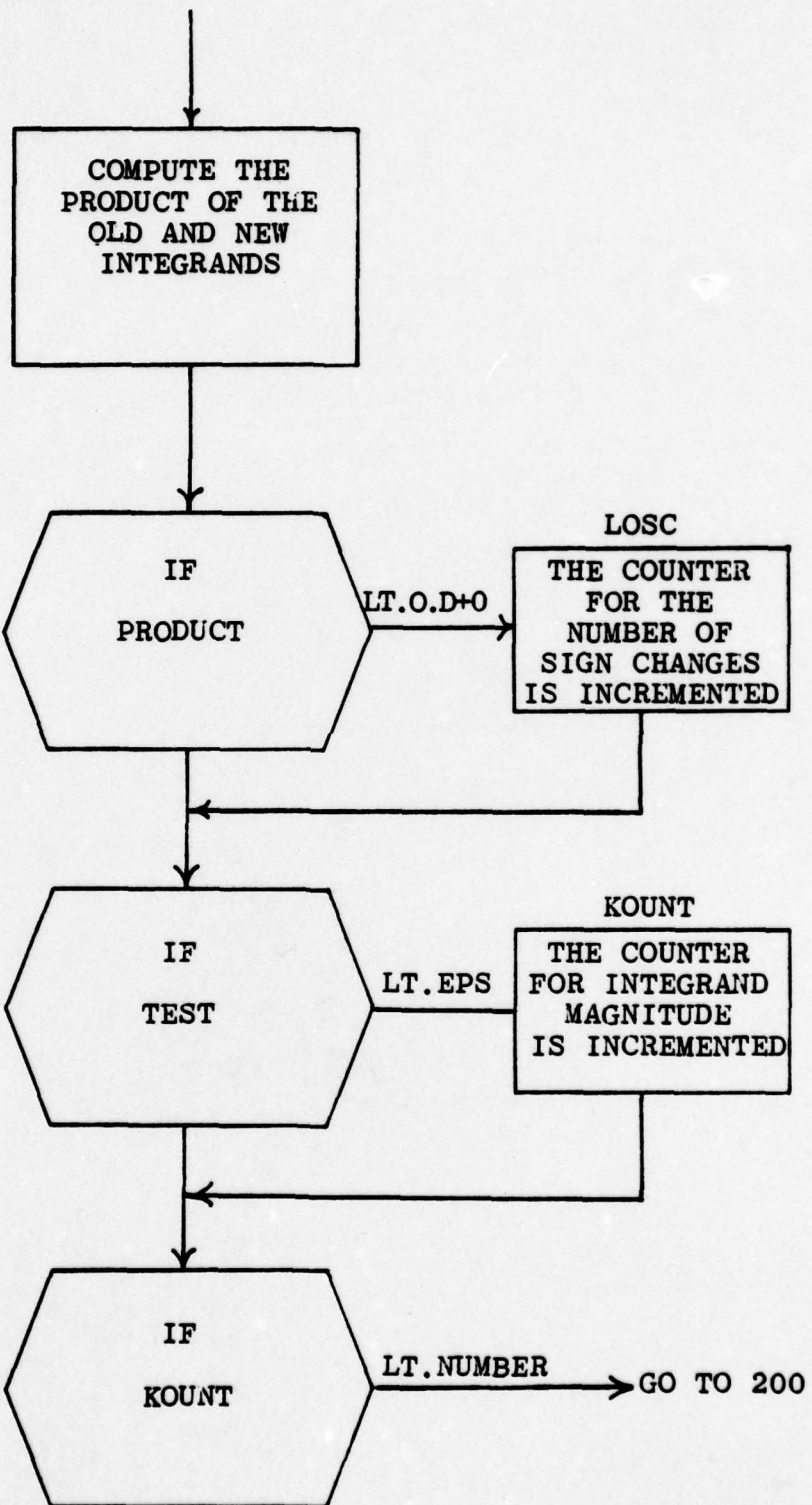 COMPUTE THE
PRODUCT OF THE
OLD AND NEW
INTEGRANDS
IF
PRODUCT
LT.O.D+O
LOSC
THE COUNTER
FOR THE
NUMBER OF
SIGN CHANGES
IS INCREMENTED
IF
TEST
LT.EPS
KOUNT
THE COUNTER
FOR INTEGRAND
MAGNITUDE
IS INCREMENTED
IF
KOUNT
LT.NUMBER
GO TO 200